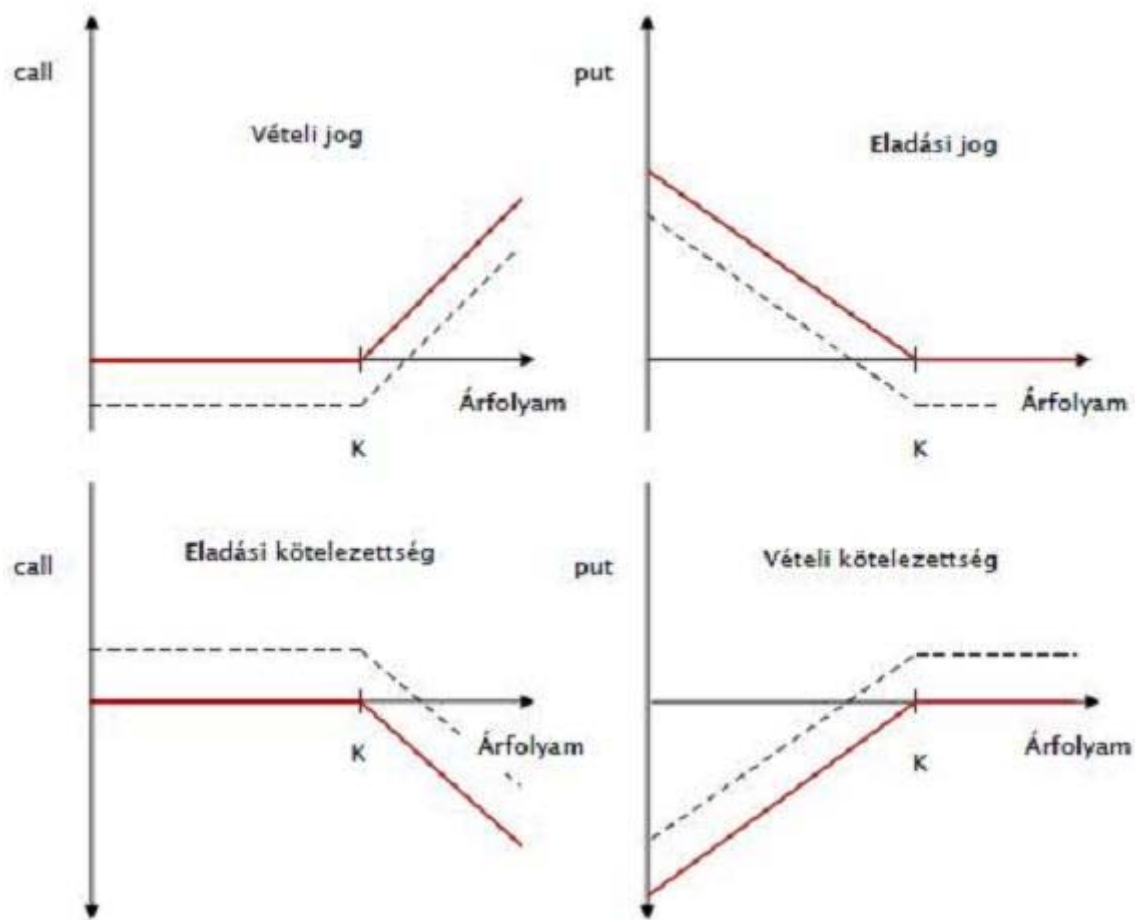 call
Vételi jog
Árfolyam
K
put
Eladási jog
Árfolyam
K
call
Eladási kötelezettség
Árfolyam
K
put
Vételi kötelezettség
Árfolyam
K